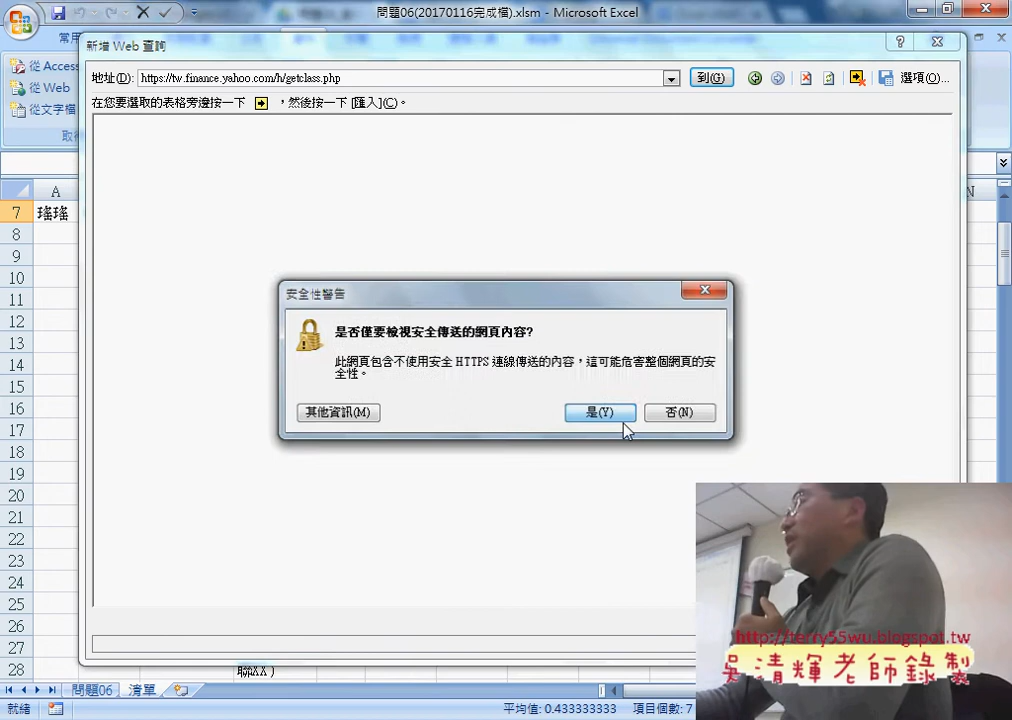 問題06(20170116完成檔).xlsm - Microsoft Excel
常用
新增 Web 查詢
從 Access
從 Web
從文字檔
取得
地址(D): https://tw.finance.yahoo.com/h/getclass.php
到(G)
選項(O)...
在您要選取的表格旁邊按一下 ，然後按一下 [匯入](C)。
A
N
7 瑤瑤
8
9
10
11
12
13
14
15
16
17
18
19
20
21
22
23
24
25
26
27
28
安全性警告
是否僅要檢視安全傳送的網頁內容?
此網頁包含不使用安全 HTTPS 連線傳送的內容，這可能危害整個網頁的安
全性。
其他資訊(M)
是(Y)
否(N)
聯XX)
http://terry55wu.blogspot.tw
吳清輝老師錄製
問題06
清單
就緒
平均值: 0.433333333
項目個數: 7